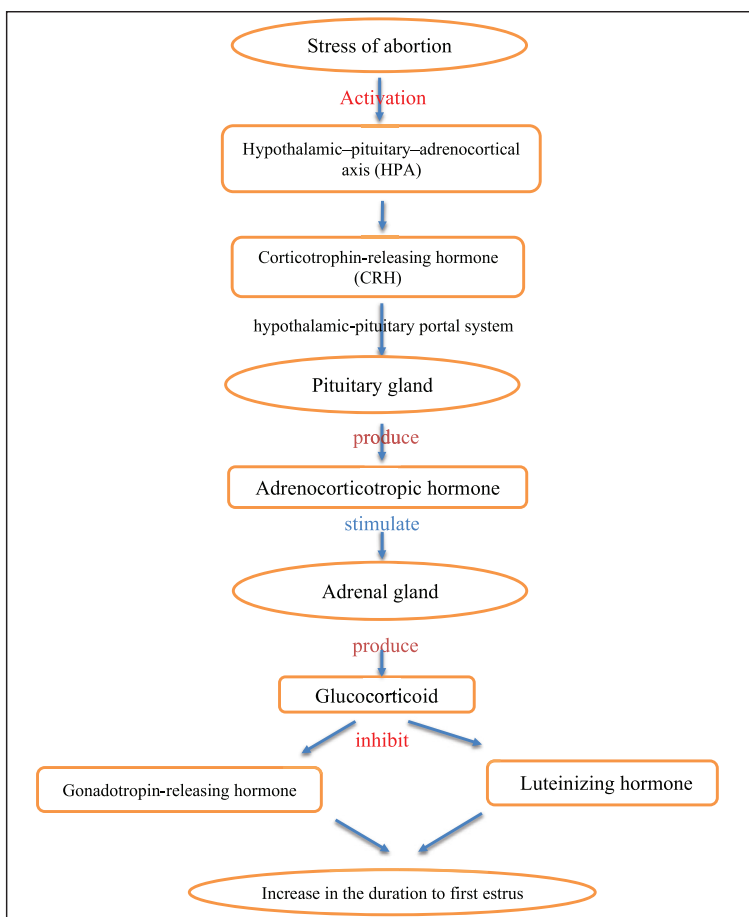 Stress of abortion
Activation
Hypothalamic–pituitary–adrenocortical
axis (HPA)
Corticotrophin-releasing hormone
(CRH)
hypothalamic-pituitary portal system
Pituitary gland
produce
Adrenocorticotropic hormone
stimulate
Adrenal gland
produce
Glucocorticoid
inhibit
Gonadotropin-releasing hormone
Luteinizing hormone
Increase in the duration to first estrus